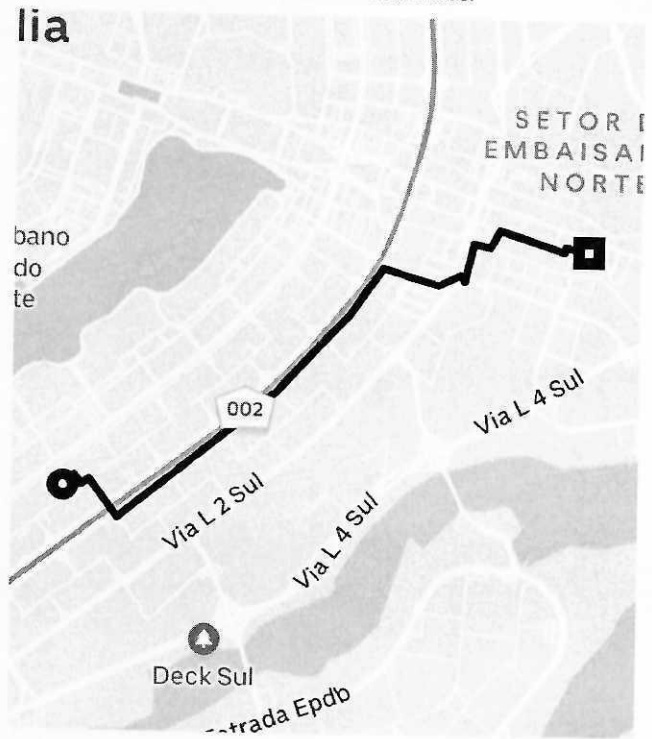 lia
SETOR D
EMBAISAI
NORTE
bano
do
te
002
Via L 4 Sul
Via L 2 Sul
Via L 4 Sul
Deck Sul
Estrada Epdb